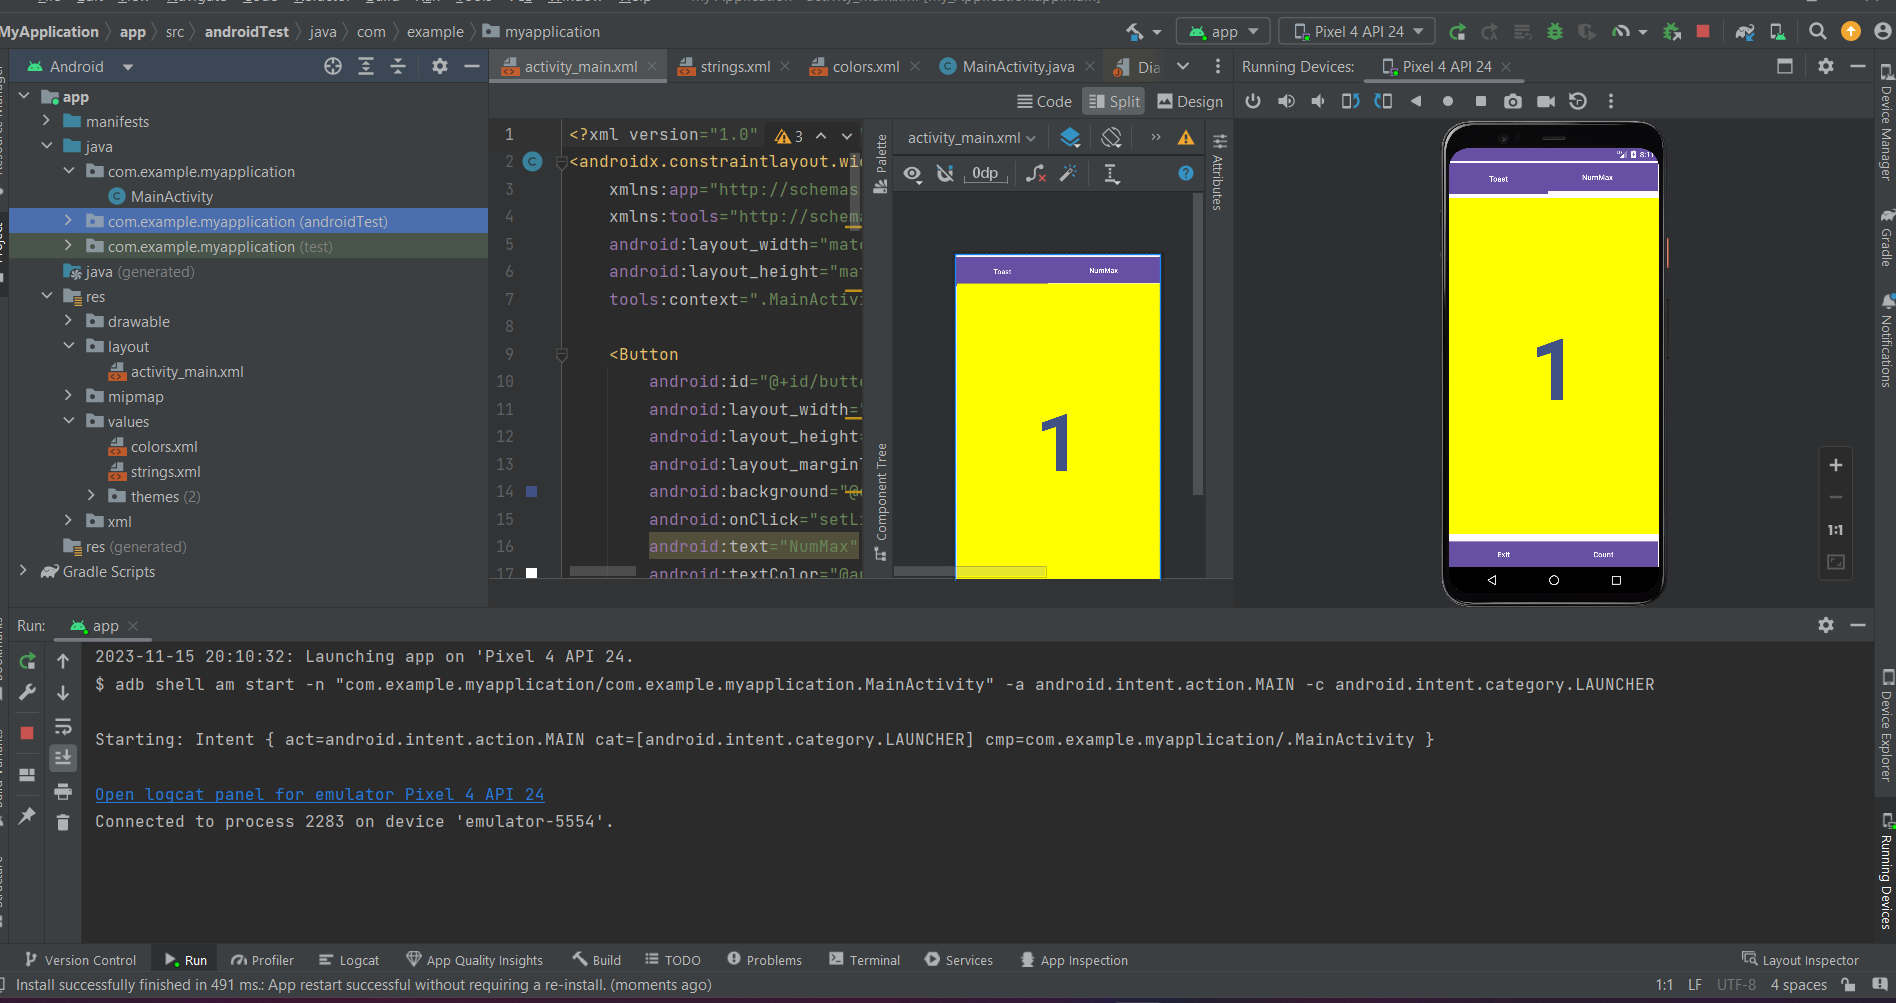 MyApplication app src androidTest java com example myapplication
app Pixel 4 API 24
Android
activity_main.xml strings.xml colors.xml MainActivity.java Dia
Running Devices: Pixel 4 API 24
Code Split Design
app
manifests
java
com.example.myapplication
MainActivity
com.example.myapplication (androidTest)
com.example.myapplication (test)
java (generated)
res
drawable
layout
activity_main.xml
mipmap
values
colors.xml
strings.xml
themes (2)
xml
res (generated)
Gradle Scripts
1 <?xml version="1.0" 3
2 <androidx.constraintlayout.wi
3 xmlns:app="http://schemas
4 xmlns:tools="http://schema
5 android:layout_width="mat
6 android:layout_height="ma
7 tools:context=".MainActivi
8
9 <Button
10 android:id="@+id/butto
11 android:layout_width="
12 android:layout_height=
13 android:layout_marginT
14 android:background="@
15 android:onClick="setLi
16 android:text="NumMax"
17 android:textColor="@a
Palette
Component Tree
activity_main.xml
0dp
Attributes
Toast NumMax
1
8:11
Toast NumMax
1
Exit Count
1:1
Device Manager
Gradle
Notifications
Device Explorer
Running Devices
Run: app
2023-11-15 20:10:32: Launching app on 'Pixel 4 API 24.
$ adb shell am start -n "com.example.myapplication/com.example.myapplication.MainActivity" -a android.intent.action.MAIN -c android.intent.category.LAUNCHER
Starting: Intent { act=android.intent.action.MAIN cat=[android.intent.category.LAUNCHER] cmp=com.example.myapplication/.MainActivity }
Open logcat panel for emulator Pixel 4 API 24
Connected to process 2283 on device 'emulator-5554'.
Version Control Run Profiler Logcat App Quality Insights Build TODO Problems Terminal Services App Inspection Layout Inspector
Install successfully finished in 491 ms.: App restart successful without requiring a re-install. (moments ago) 1:1 LF UTF-8 4 spaces